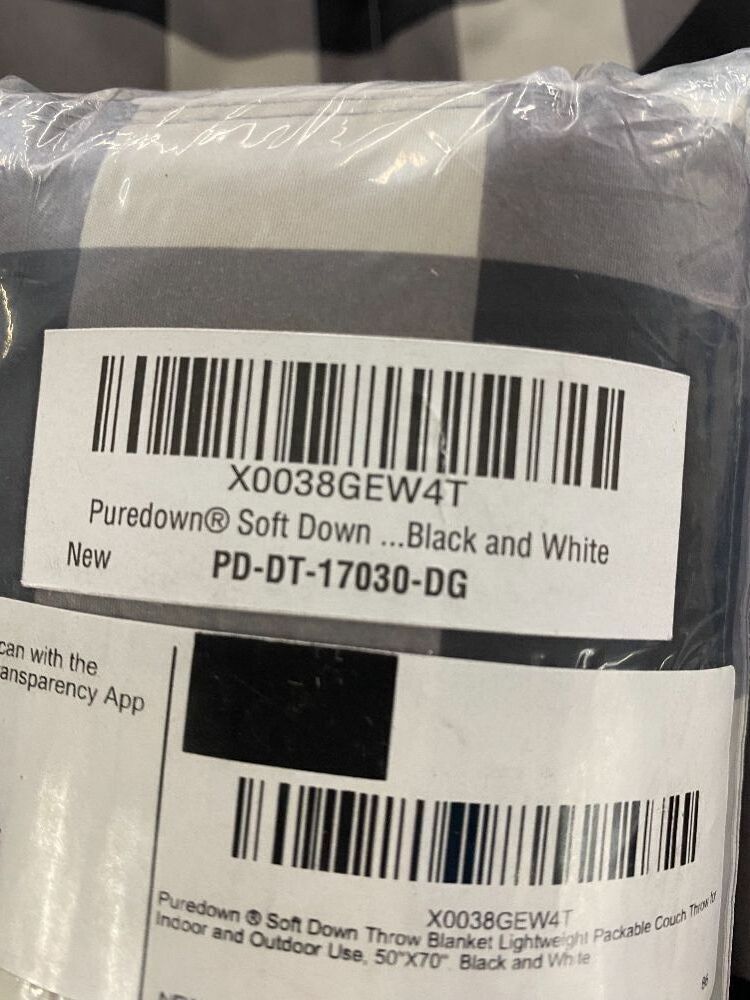 X0038GEW4T
Puredown® Soft Down ...Black and White
New PD-DT-17030-DG
can with the
ansparency App
X0038GEW4T
Puredown ® Soft Down Throw Blanket Lightweight Packable Couch Throw for
Indoor and Outdoor Use, 50"X70" Black and White